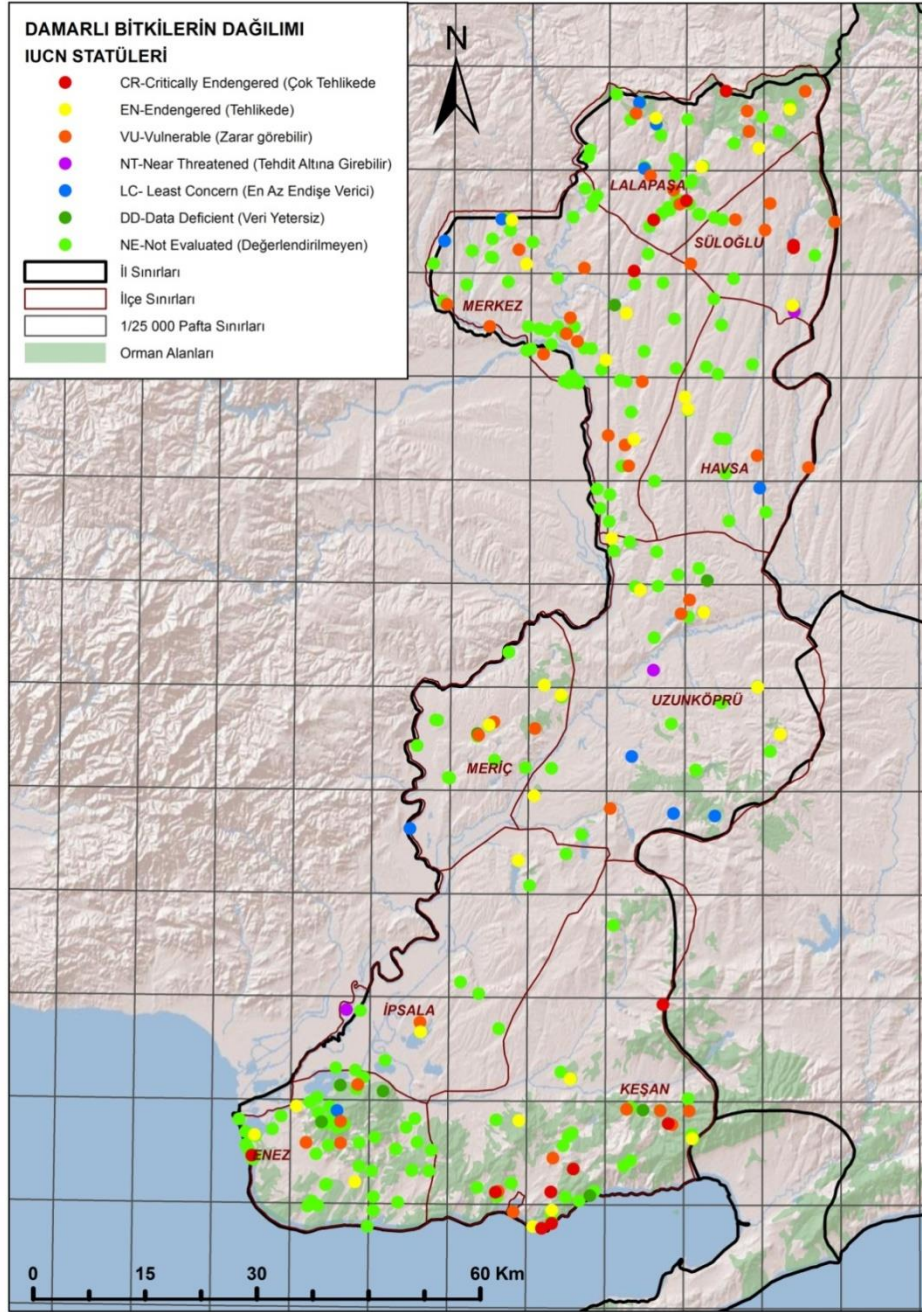 DAMARLI BİTKİLERİN DAĞILIMI
IUCN STATÜLERİ
CR-Critically Endengered (Çok Tehlikede
EN-Endengered (Tehlikede)
VU-Vulnerable (Zarar görebilir)
NT-Near Threatened (Tehdit Altına Girebilir)
LC- Least Concern (En Az Endişe Verici)
DD-Data Deficient (Veri Yetersiz)
NE-Not Evaluated (Değerlendirilmeyen)
İl Sınırları
İlçe Sınırları
1/25 000 Pafta Sınırları
Orman Alanları
N
LALAPAŞA
SÜLOĞLU
MERKEZ
HAVSA
UZUNKÖPRÜ
MERİÇ
İPSALA
KEŞAN
ENEZ
0 15 30 60 Km